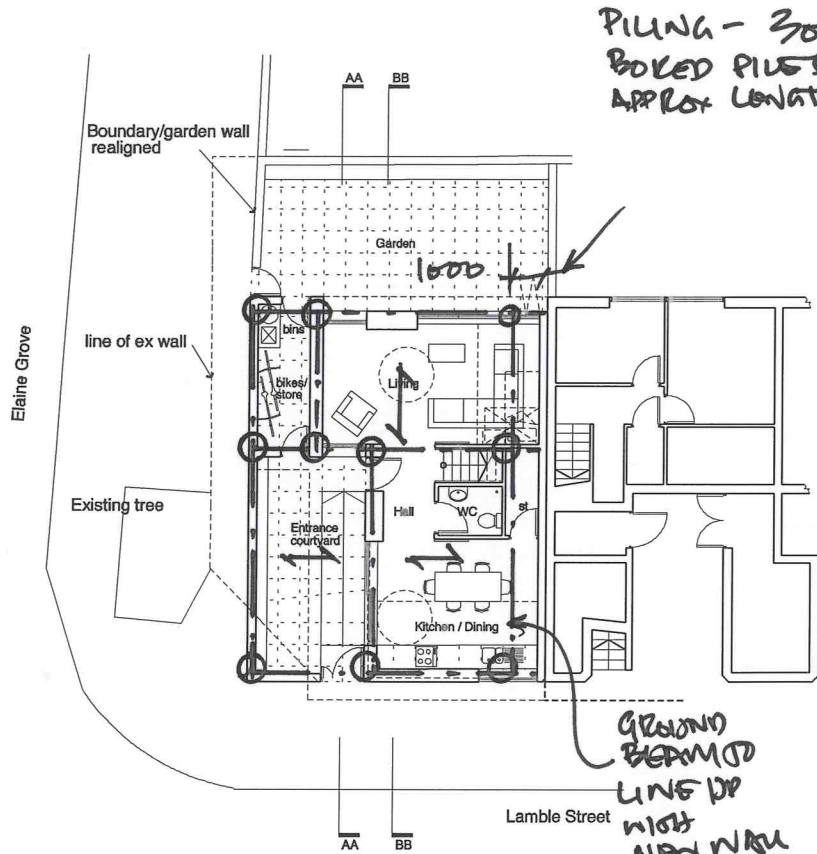 PILING - 30
BORED PILES
APPROX LENGT
AA
BB
Boundary/garden wall
realigned
Garden
1000
Elaine Grove
line of ex wall
bins
bikes/
store
Living
Existing tree
Entrance
courtyard
Hall
WC
st
Kitchen / Dining
GROUND
BEAM TO
LINE UP
WITH
NEW WALL
Lamble Street
AA
BB